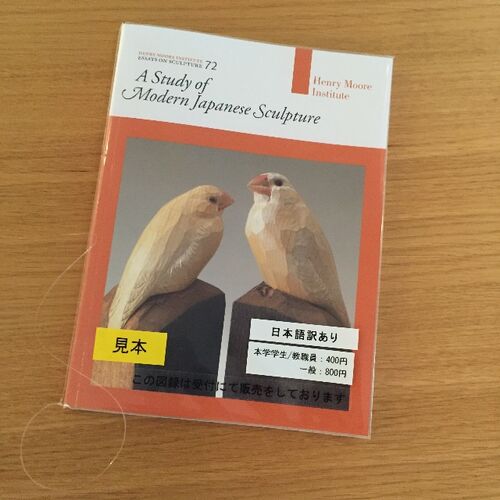 HENRY MOORE INSTITUTE
ESSAYS ON SCULPTURE 72
A Study of
Modern Japanese Sculpture
Henry Moore
Institute
見本
日本語訳あり
本学学生/教職員：400円
一般：800円
この図録は受付にて販売をしております